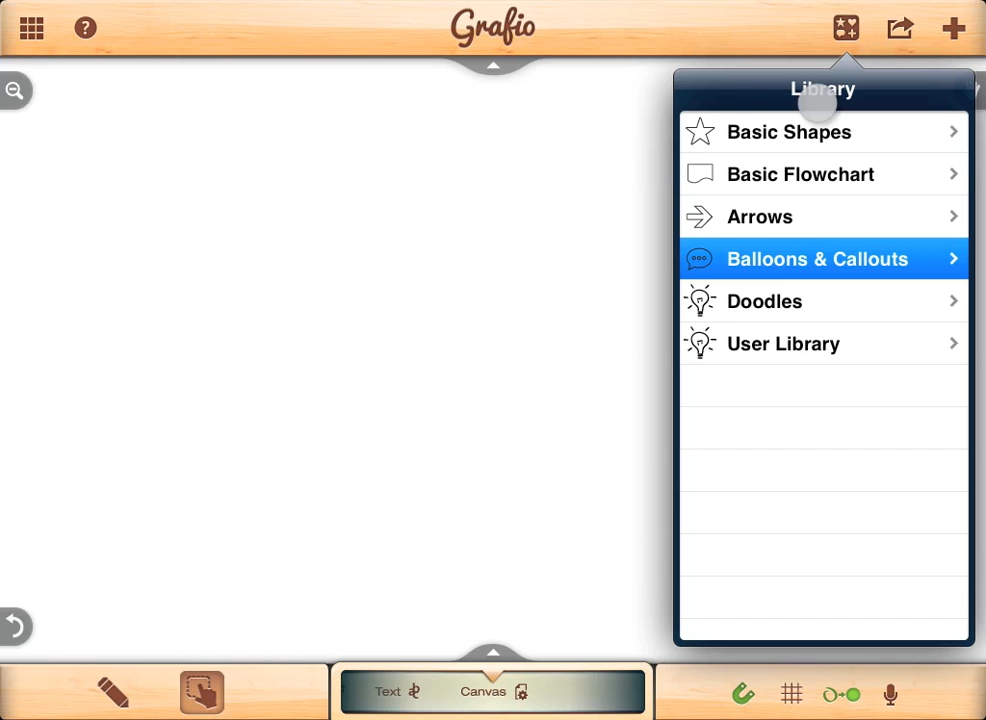 Grafio
Library
Basic Shapes
Basic Flowchart
Arrows
Balloons & Callouts
Doodles
User Library
Text
Canvas